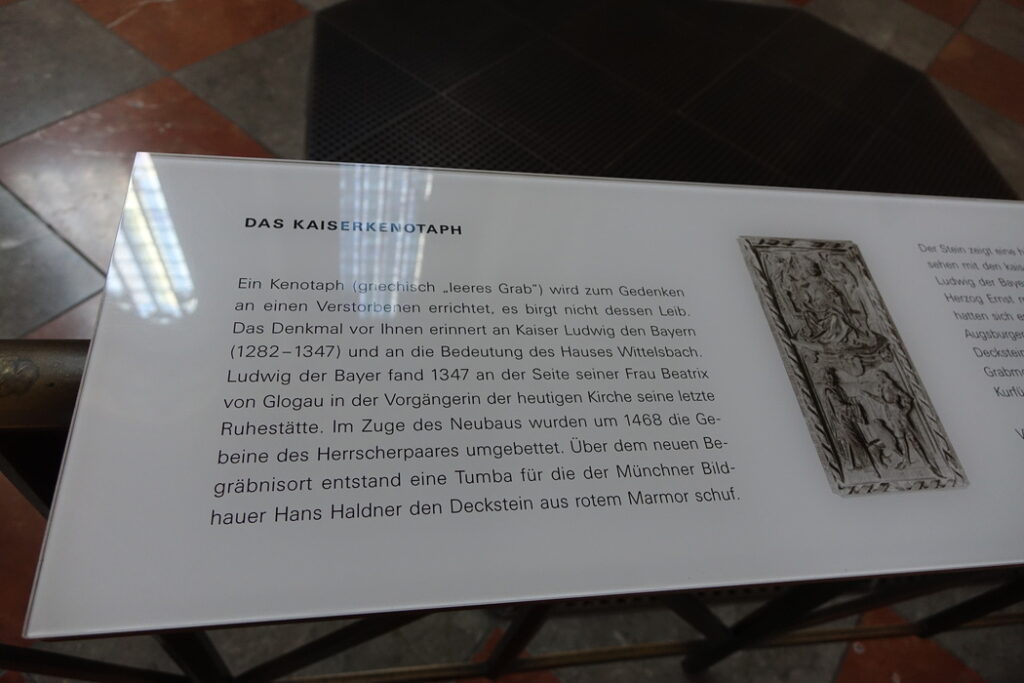 DAS KAISERKENOTAPH
Ein Kenotaph (griechisch „leeres Grab“) wird zum Gedenken
an einen Verstorbenen errichtet, es birgt nicht dessen Leib.
Das Denkmal vor Ihnen erinnert an Kaiser Ludwig den Bayern
(1282–1347) und an die Bedeutung des Hauses Wittelsbach.
Ludwig der Bayer fand 1347 an der Seite seiner Frau Beatrix
von Glogau in der Vorgängerin der heutigen Kirche seine letzte
Ruhestätte. Im Zuge des Neubaus wurden um 1468 die Ge-
beine des Herrscherpaares umgebettet. Über dem neuen Be-
gräbnisort entstand eine Tumba für die der Münchner Bild-
hauer Hans Haldner den Deckstein aus rotem Marmor schuf.
Der Stein zeigt eine
sehen mit den
Ludwig der
Herzog Ernst,
hatten sich
Augsburger